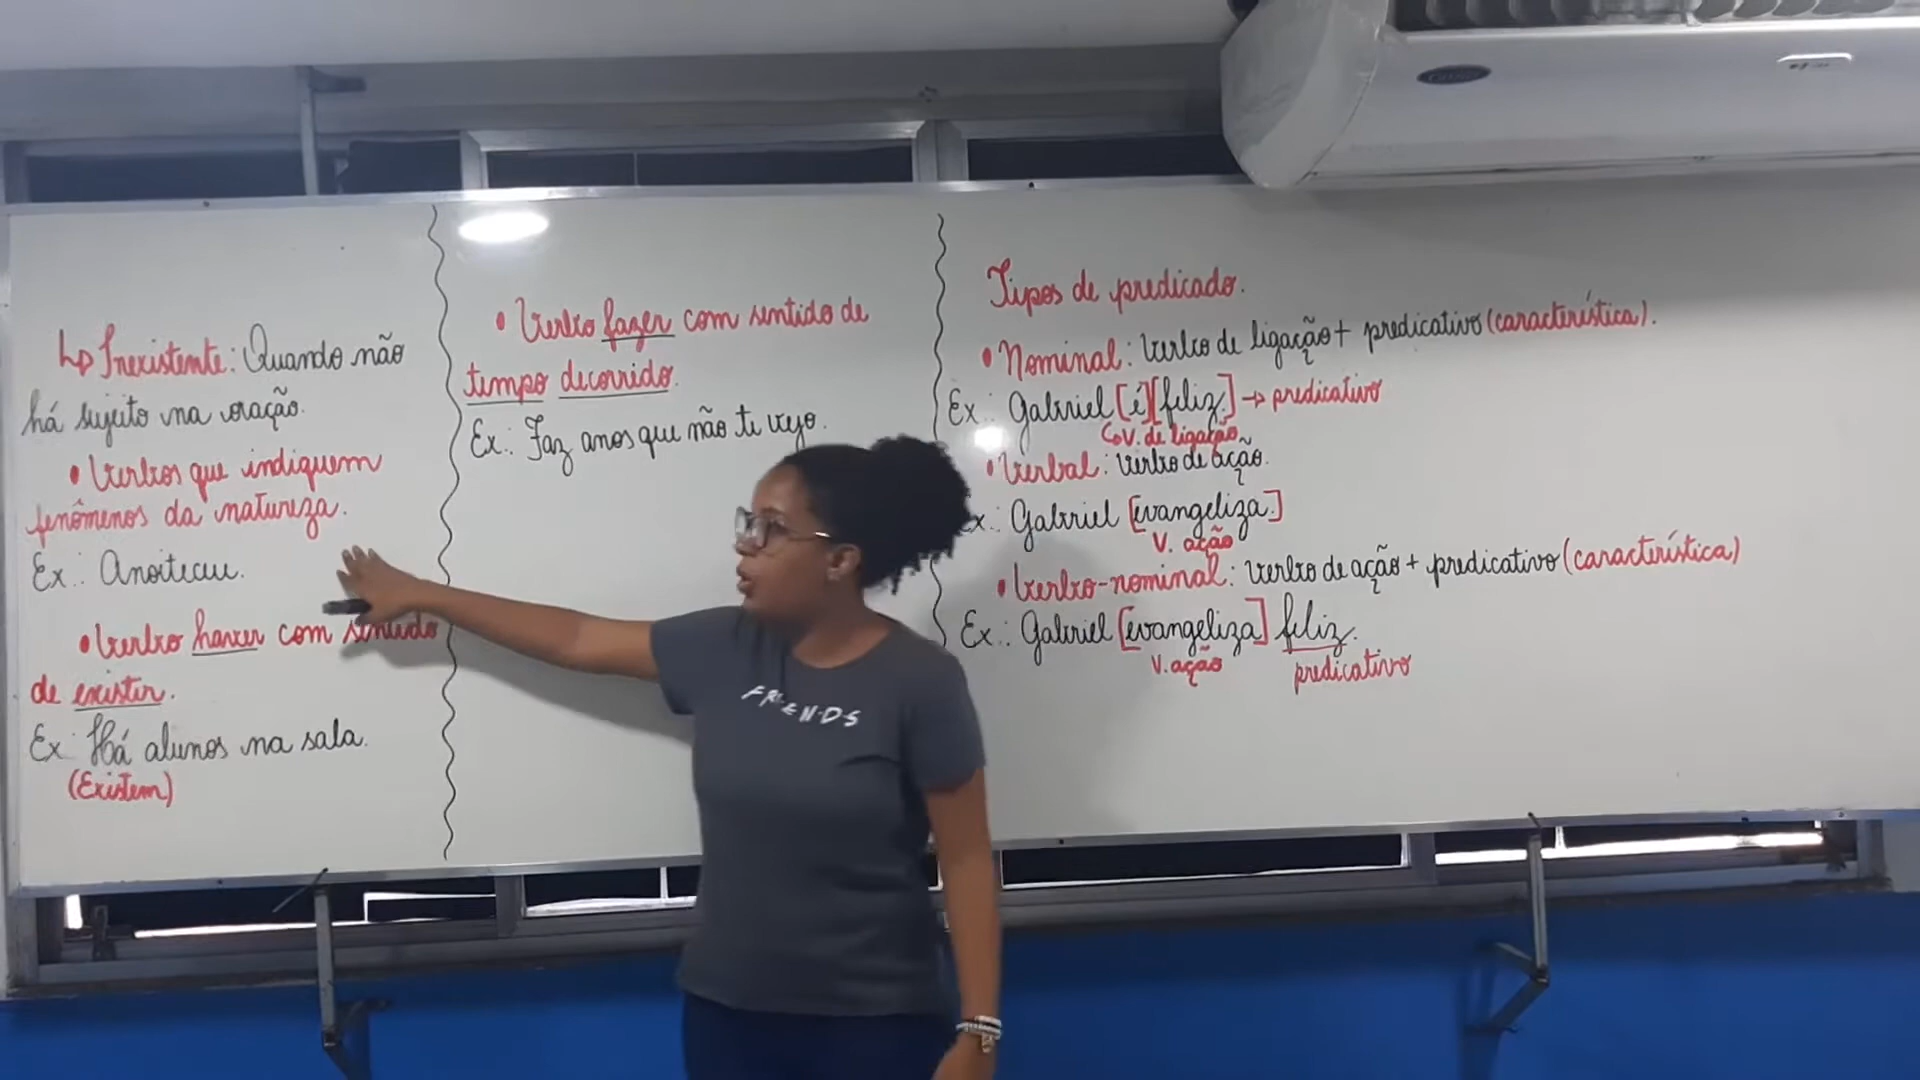 ↳ Inexistente: Quando não
há sujeito na oração.
• Verbos que indiquem
fenômenos da natureza.
Ex.: Anoiteceu.
• Verbo haver com sentido
de existir.
Ex: Há alunos na sala.
(Existem)
• Verbo fazer com sentido de
tempo decorrido.
Ex.: Faz anos que não te vejo.
Tipos de predicado.
• Nominal: Verbo de ligação + predicativo (característica).
Ex.: Gabriel [é][feliz.] → predicativo
↳ V. de ligação
• Verbal: Verbo de ação.
Ex.: Gabriel [evangeliza.]
V. ação
• Verbo-nominal: Verbo de ação + predicativo (característica)
Ex.: Gabriel [evangeliza] feliz.
V. ação predicativo
FRIENDS
Carrier